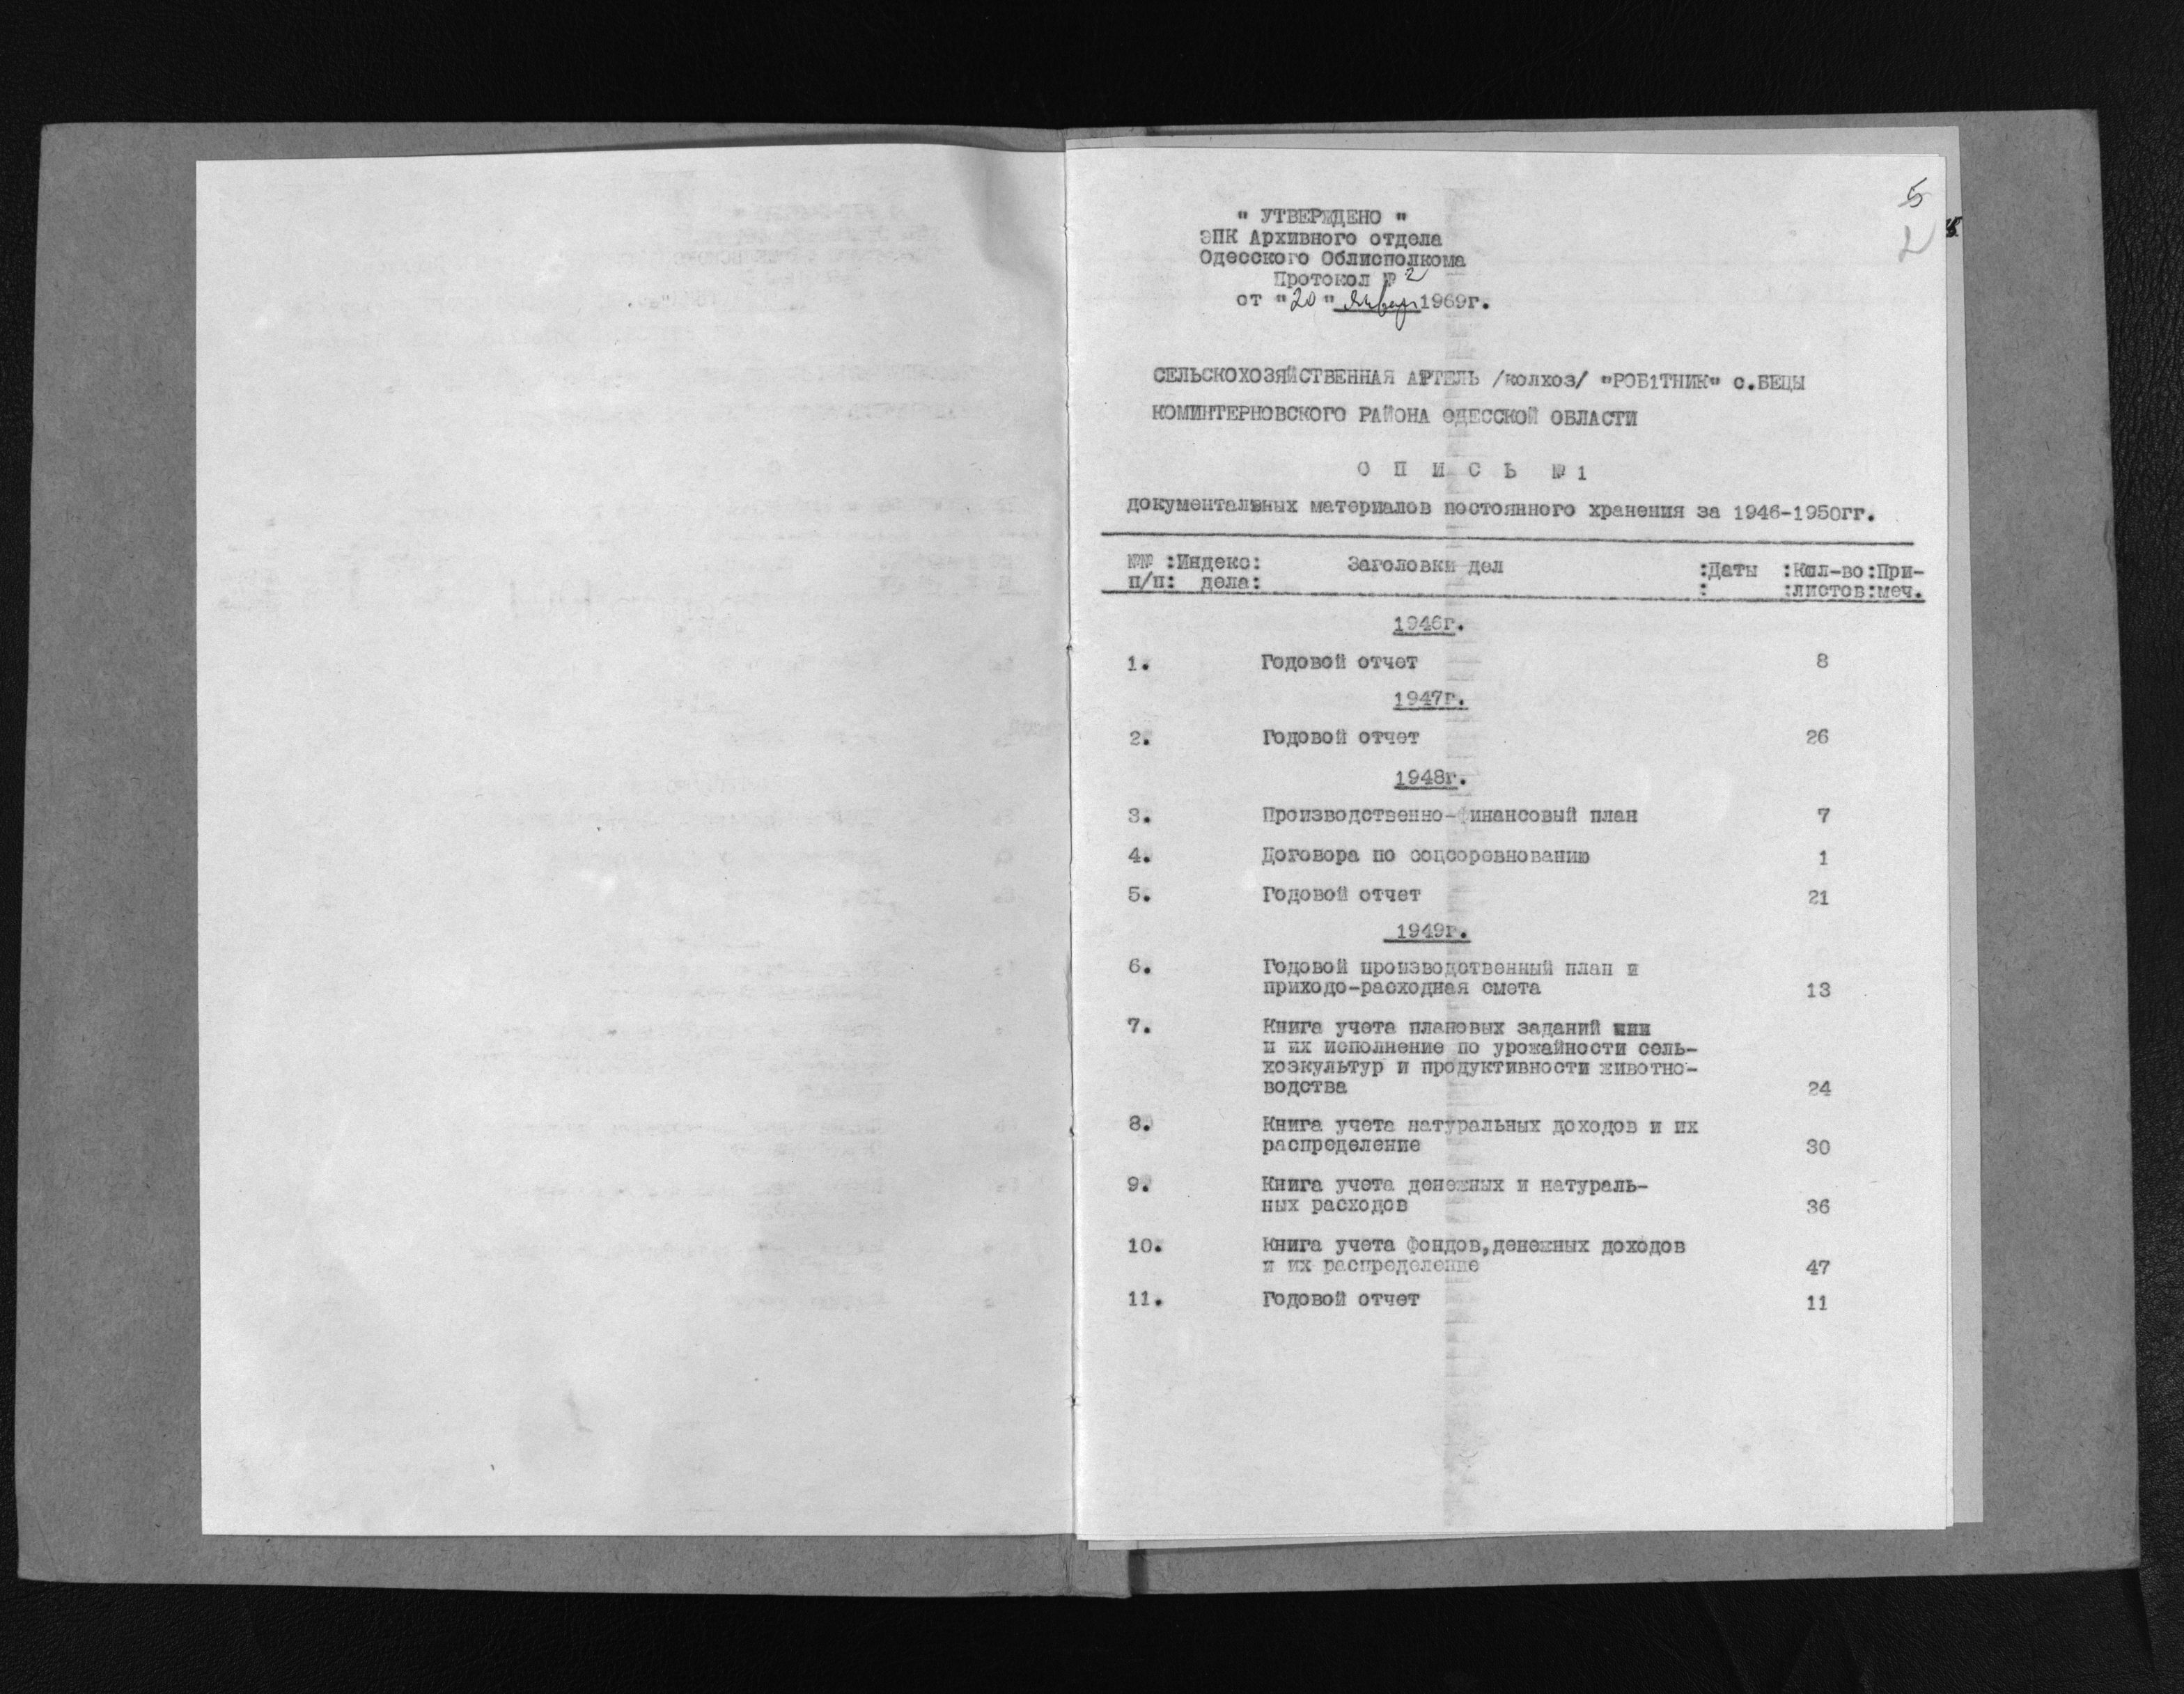 5
2
" УТВЕРЖДЕНО "
ЭПК Архивного отдела
Одесского Облисполкома
Протокол № 2
от "20" января 1969г.
СЕЛЬСКОХОЗЯЙСТВЕННАЯ АРТЕЛЬ /колхоз/ "РОБ1ТНИК" с.БЕЦЫ
КОМИНТЕРНОВСКОГО РАЙОНА ОДЕССКОЙ ОБЛАСТИ
О П И С Ь № 1
документальных материалов постоянного хранения за 1946-1950гг.
№№ :Индекс: Заголовки дел :Даты :Кол-во:При-
п/п: дела: : :листов:меч.
1946г.
1. Годовой отчет 8
1947г.
2. Годовой отчет 26
1948г.
3. Производственно-финансовый план 7
4. Договора по соцсоревнованию 1
5. Годовой отчет 21
1949г.
6. Годовой производственный план и
приходо-расходная смета 13
7. Книга учета плановых заданий
и их исполнение по урожайности сель-
хозкультур и продуктивности животно-
водства 24
8. Книга учета натуральных доходов и их
распределение 30
9. Книга учета денежных и натураль-
ных расходов 36
10. Книга учета фондов,денежных доходов
и их распределение 47
11. Годовой отчет 11